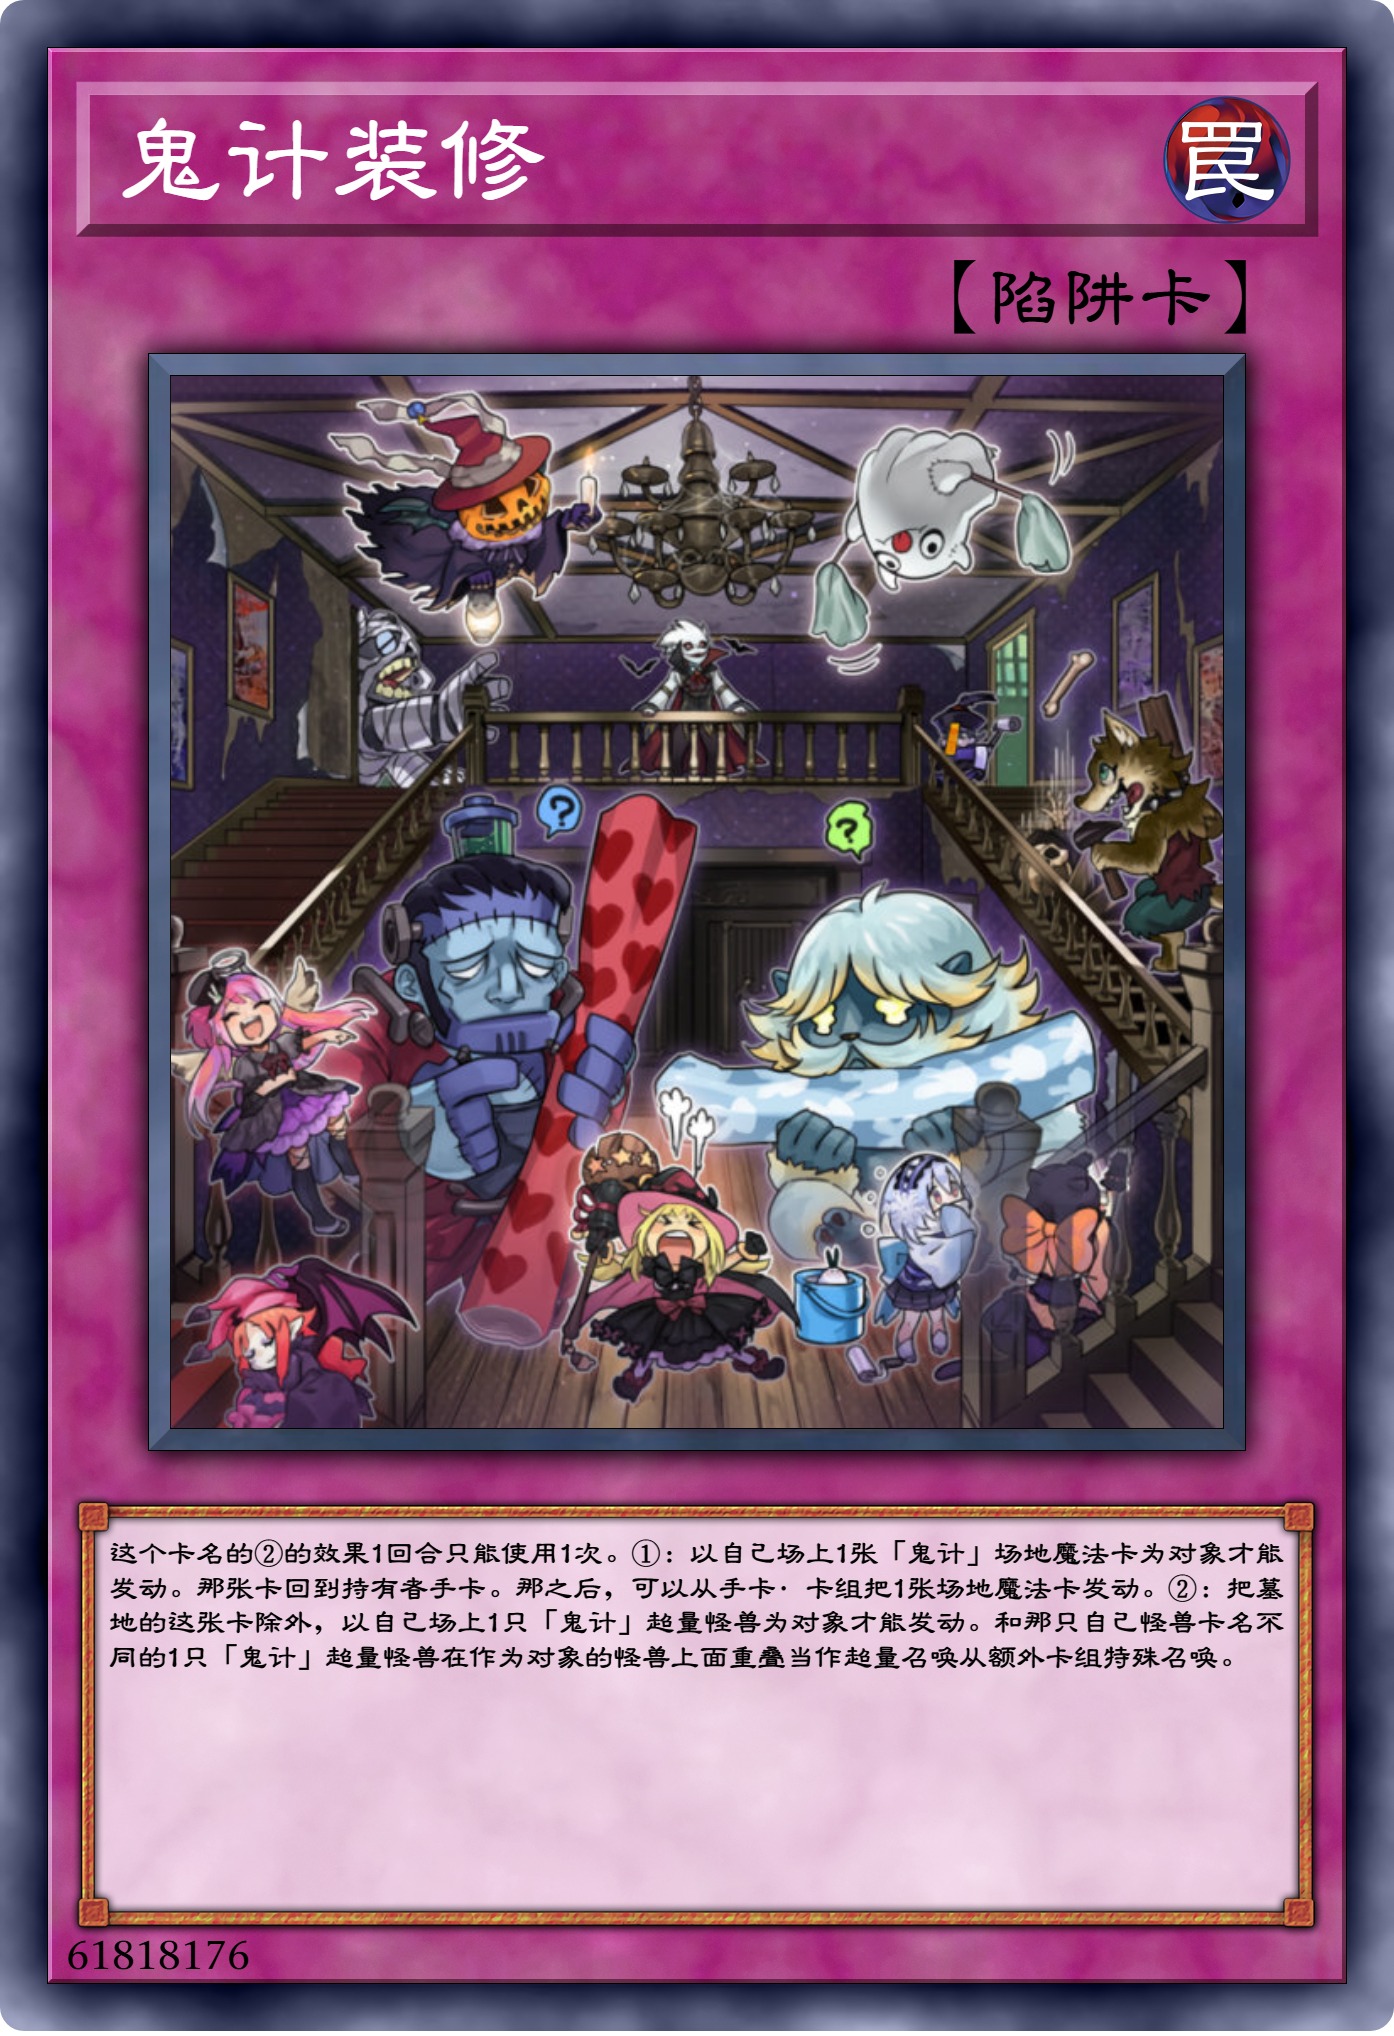 鬼计装修
罠
【陷阱卡】
?
?
这个卡名的②的效果1回合只能使用1次。①：以自己场上1张「鬼计」场地魔法卡为对象才能
发动。那张卡回到持有者手卡。那之后，可以从手卡·卡组把1张场地魔法卡发动。②：把墓
地的这张卡除外，以自己场上1只「鬼计」超量怪兽为对象才能发动。和那只自己怪兽卡名不
同的1只「鬼计」超量怪兽在作为对象的怪兽上面重叠当作超量召唤从额外卡组特殊召唤。
61818176